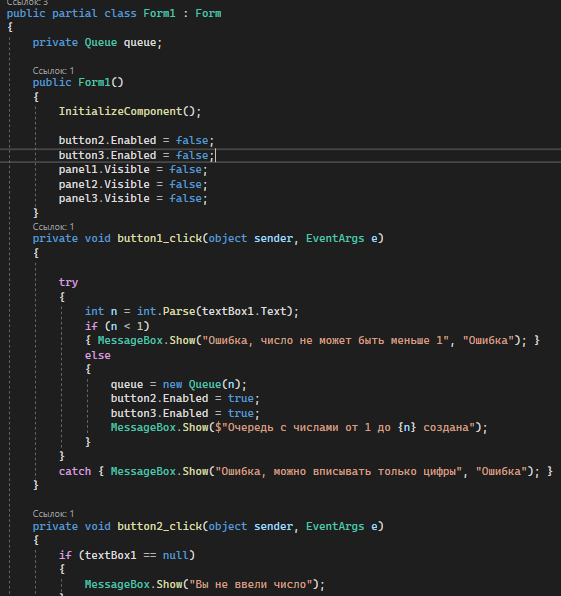 Ссылок: 3
public partial class Form1 : Form
{
private Queue queue;
Ссылок: 1
public Form1()
{
InitializeComponent();
button2.Enabled = false;
button3.Enabled = false;
panel1.Visible = false;
panel2.Visible = false;
panel3.Visible = false;
}
Ссылок: 1
private void button1_click(object sender, EventArgs e)
{
try
{
int n = int.Parse(textBox1.Text);
if (n < 1)
{ MessageBox.Show("Ошибка, число не может быть меньше 1", "Ошибка"); }
else
{
queue = new Queue(n);
button2.Enabled = true;
button3.Enabled = true;
MessageBox.Show($"Очередь с числами от 1 до {n} создана");
}
}
catch { MessageBox.Show("Ошибка, можно вписывать только цифры", "Ошибка"); }
}
Ссылок: 1
private void button2_click(object sender, EventArgs e)
{
if (textBox1 == null)
{
MessageBox.Show("Вы не ввели число");
}